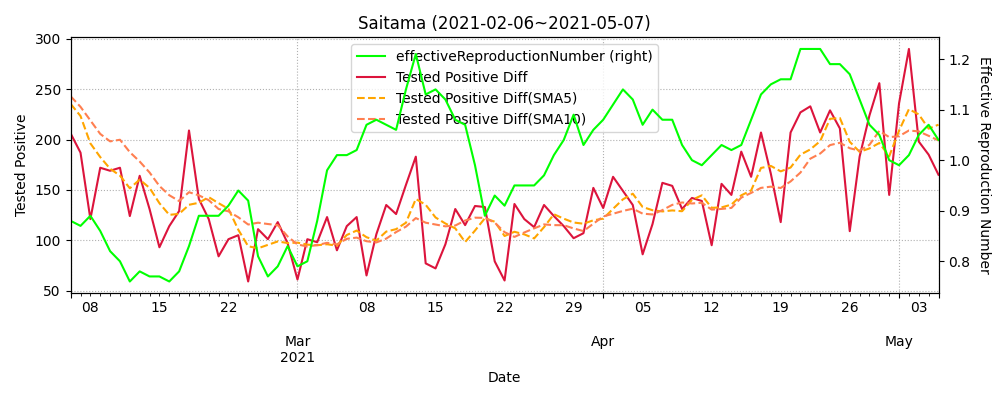 Saitama (2021-02-06~2021-05-07)
effectiveReproductionNumber (right)
Tested Positive Diff
Tested Positive Diff(SMA5)
Tested Positive Diff(SMA10)
Tested Positive
300
250
200
150
100
50
1.2
1.1
1.0
0.9
0.8
Effective Reproduction Number
08 15 22 08 15 22 29 05 12 19 26 03
Mar Apr May
2021
Date